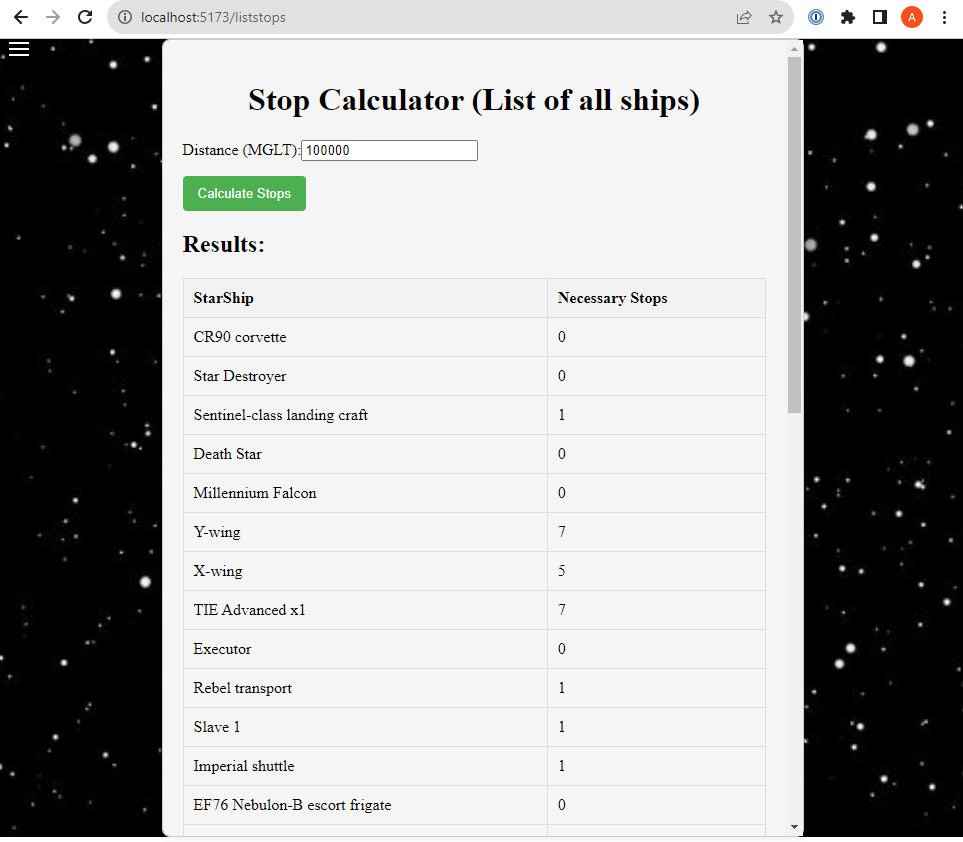 localhost:5173/liststops
A
Stop Calculator (List of all ships)
Distance (MGLT): 100000
Calculate Stops
Results:
StarShip Necessary Stops
CR90 corvette 0
Star Destroyer 0
Sentinel-class landing craft 1
Death Star 0
Millennium Falcon 0
Y-wing 7
X-wing 5
TIE Advanced x1 7
Executor 0
Rebel transport 1
Slave 1 1
Imperial shuttle 1
EF76 Nebulon-B escort frigate 0